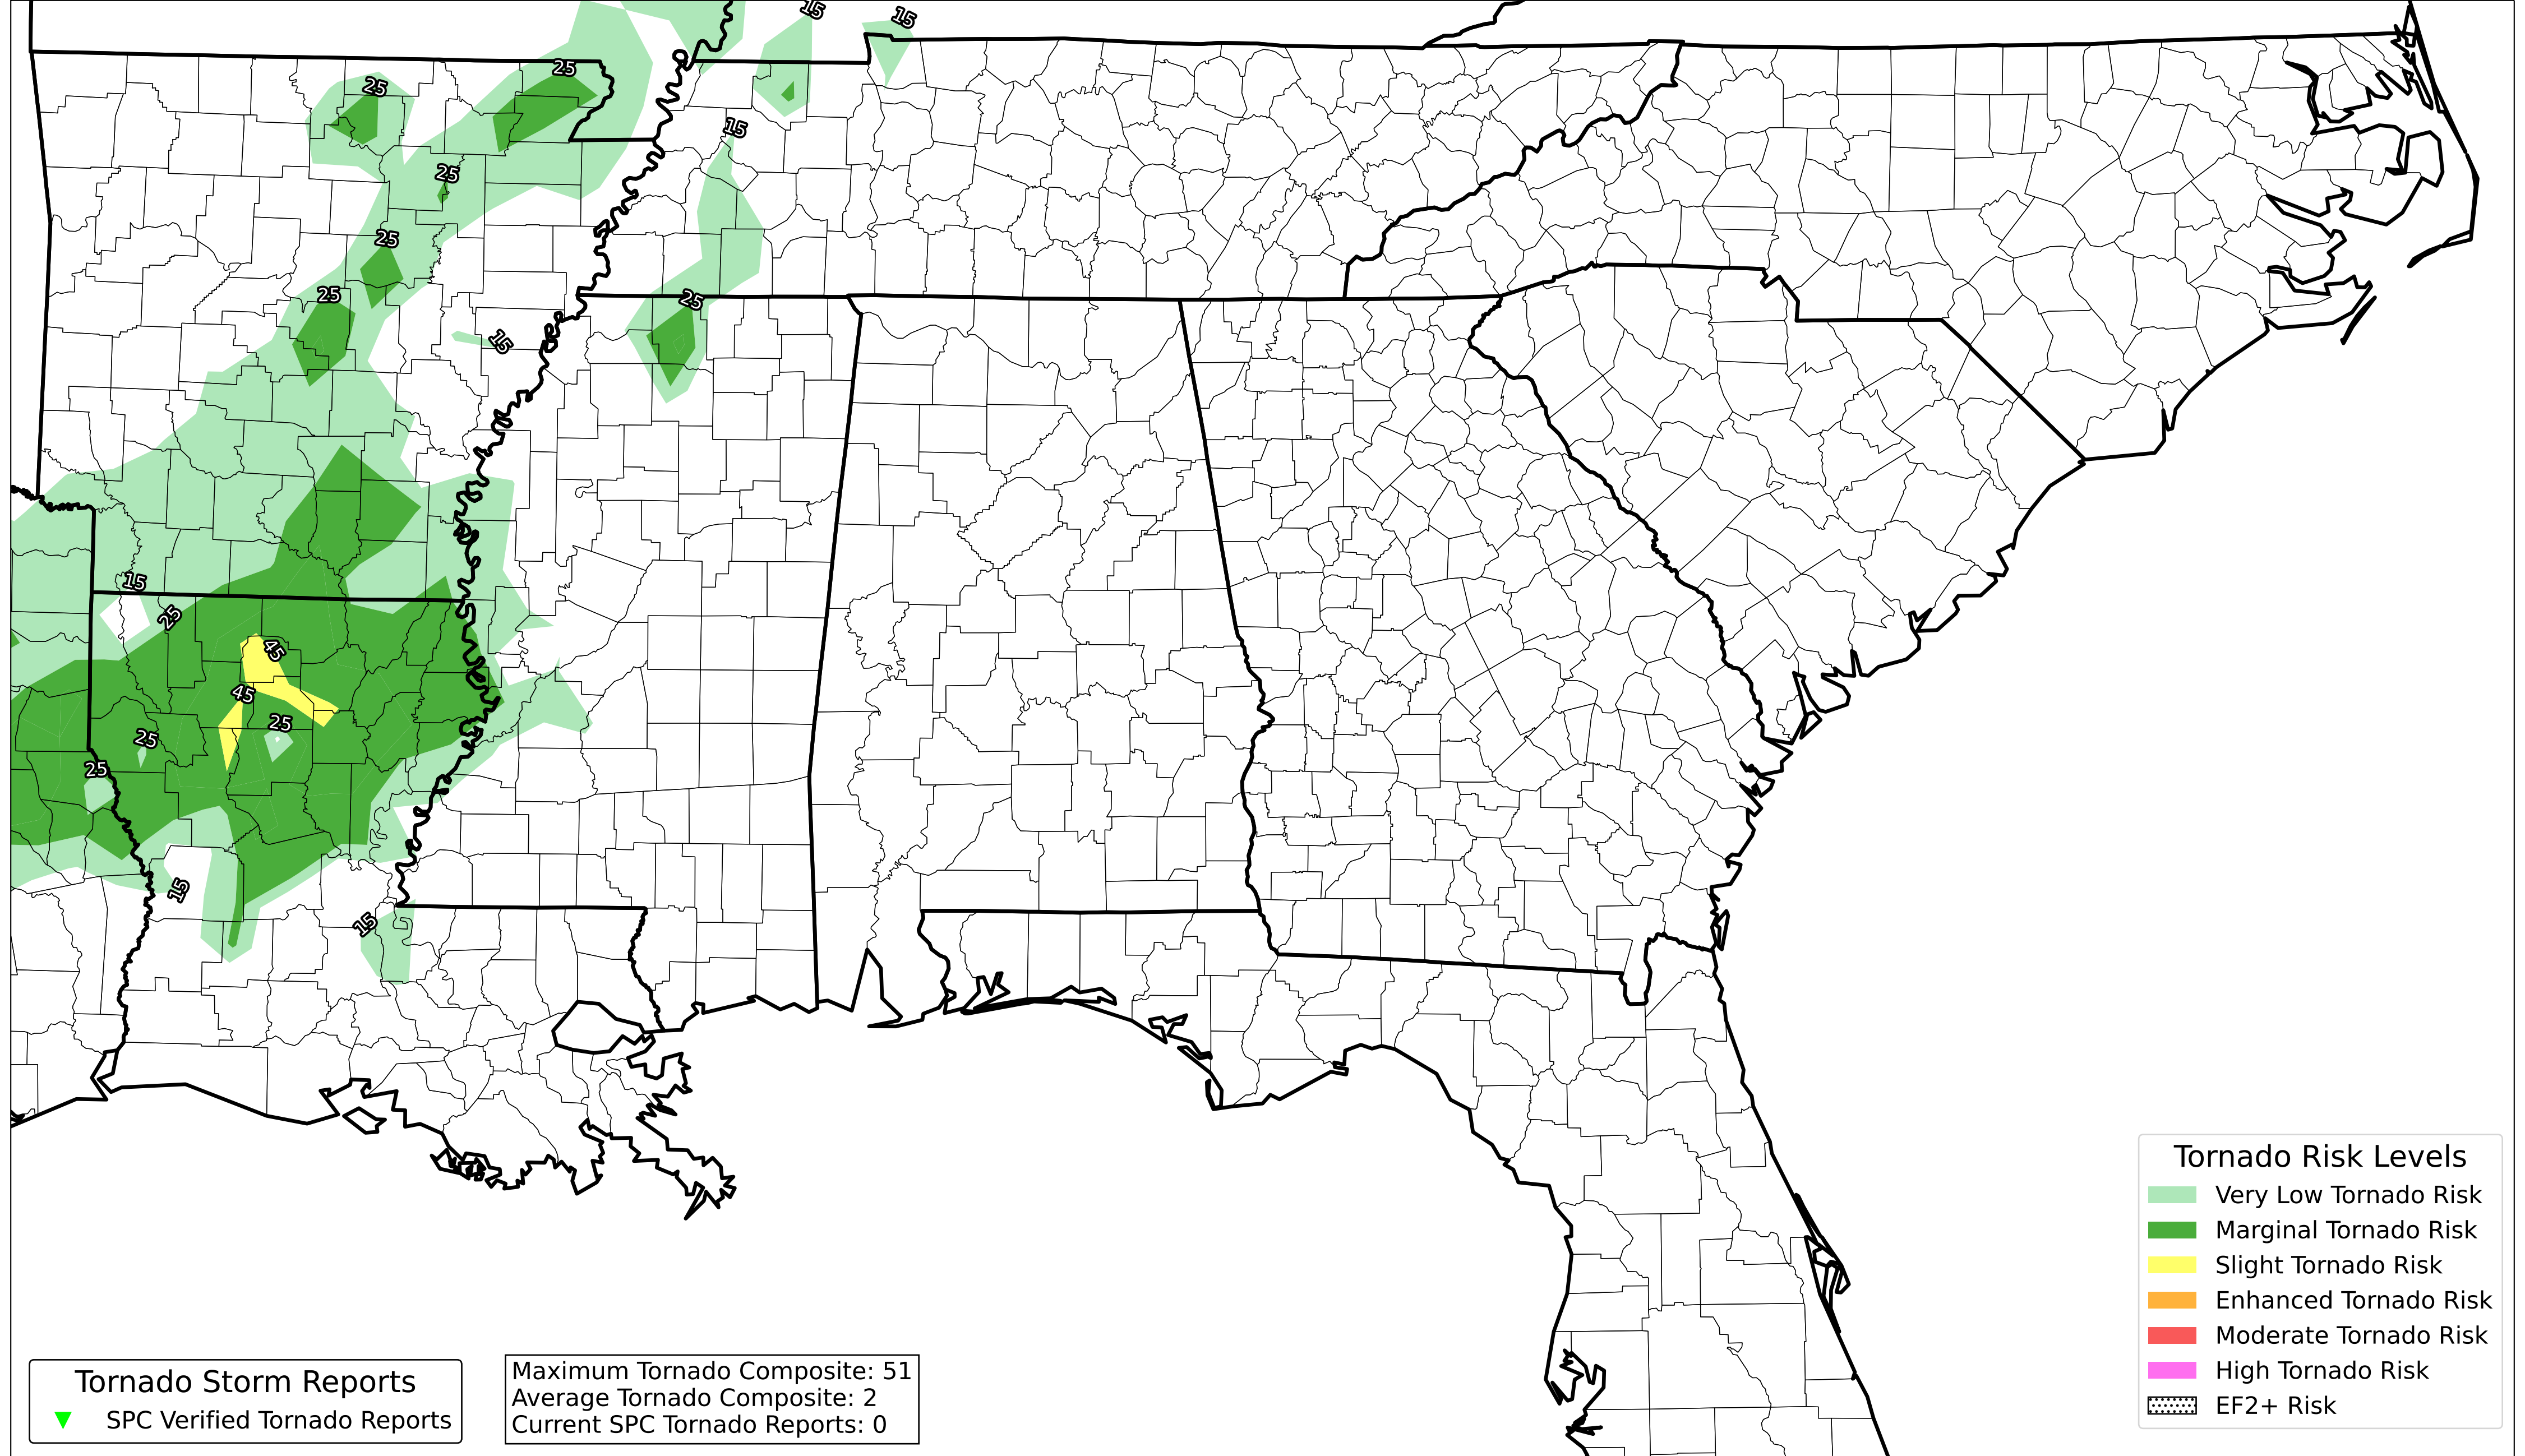 15
15
25
25
15
25
25
25
25
15
15
25
45
45
25
25
25
15
15
Tornado Risk Levels
Very Low Tornado Risk
Marginal Tornado Risk
Slight Tornado Risk
Enhanced Tornado Risk
Moderate Tornado Risk
High Tornado Risk
EF2+ Risk
Tornado Storm Reports
SPC Verified Tornado Reports
Maximum Tornado Composite: 51
Average Tornado Composite: 2
Current SPC Tornado Reports: 0